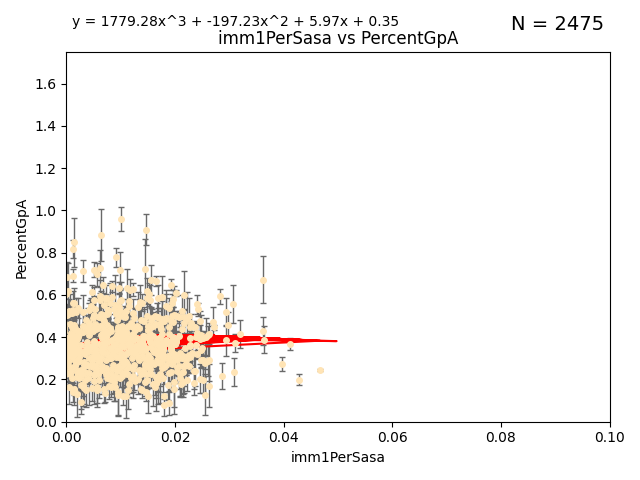 y = 1779.28x^3 + -197.23x^2 + 5.97x + 0.35
N = 2475
imm1PerSasa vs PercentGpA
1.6
1.4
1.2
1.0
0.8
0.6
0.4
0.2
0.0
PercentGpA
0.00 0.02 0.04 0.06 0.08 0.10
imm1PerSasa